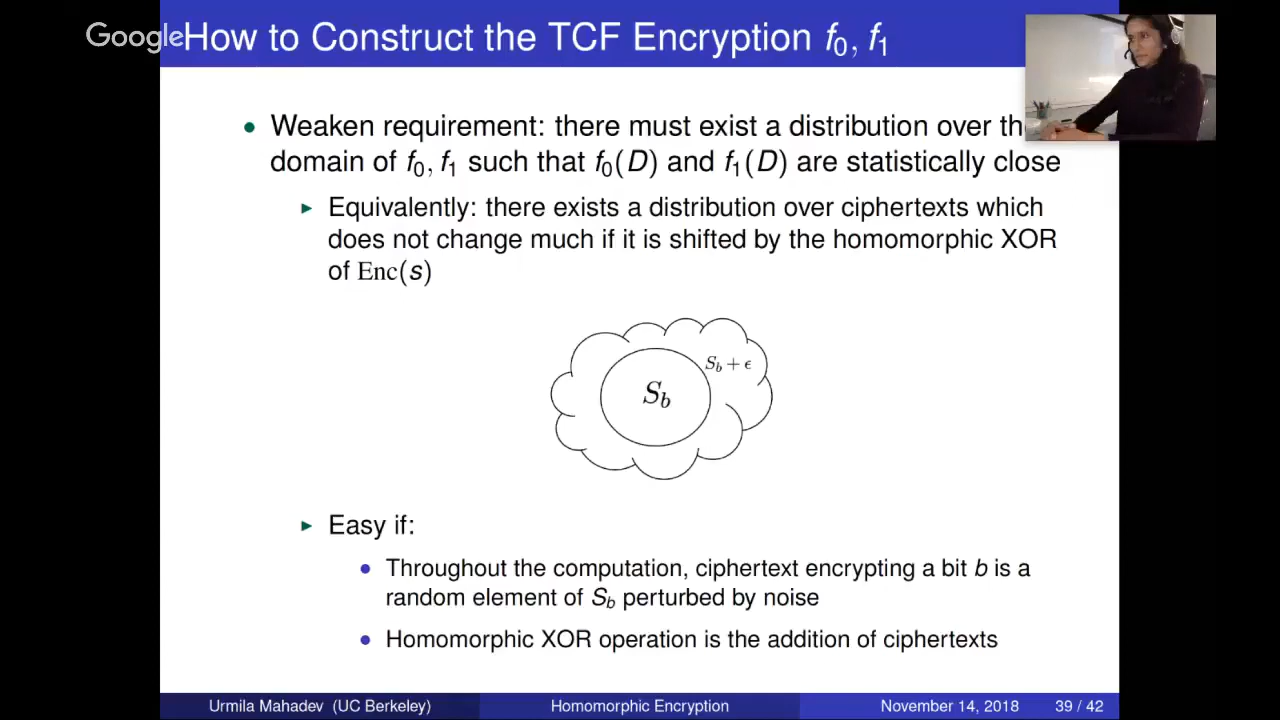 Google
How to Construct the TCF Encryption f₀, f₁
• Weaken requirement: there must exist a distribution over the
domain of f₀, f₁ such that f₀(D) and f₁(D) are statistically close
▶ Equivalently: there exists a distribution over ciphertexts which
does not change much if it is shifted by the homomorphic XOR
of Enc(s)
S_b + ϵ
S_b
▶ Easy if:
• Throughout the computation, ciphertext encrypting a bit b is a
random element of S_b perturbed by noise
• Homomorphic XOR operation is the addition of ciphertexts
Urmila Mahadev (UC Berkeley) Homomorphic Encryption November 14, 2018 39 / 42